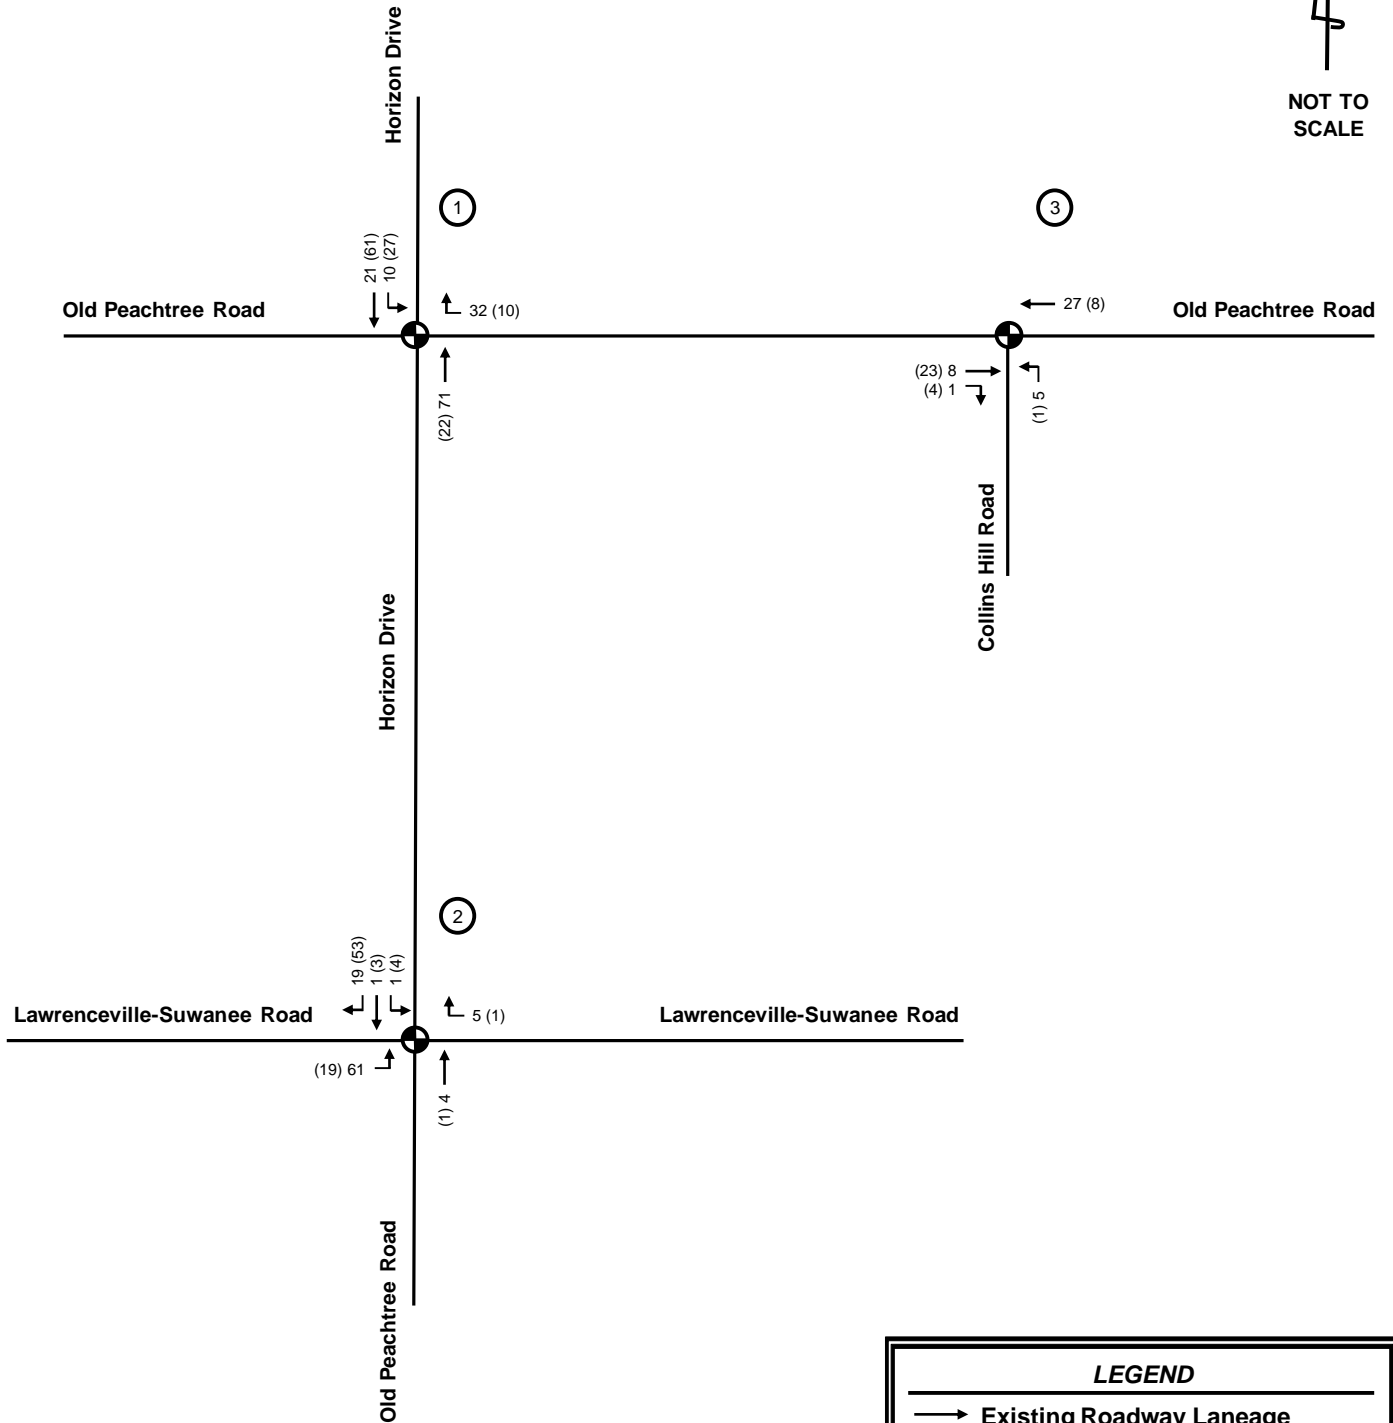 Horizon Drive
NOT TO
SCALE
1
3
21 (61)
10 (27)
Old Peachtree Road
32 (10)
27 (8)
Old Peachtree Road
(22) 71
(23) 8
(4) 1
(1) 5
Collins Hill Road
Horizon Drive
2
19 (53)
1 (3)
1 (4)
Lawrenceville-Suwanee Road
5 (1)
Lawrenceville-Suwanee Road
(19) 61
(1) 4
Old Peachtree Road
LEGEND
Existing Roadway Laneage